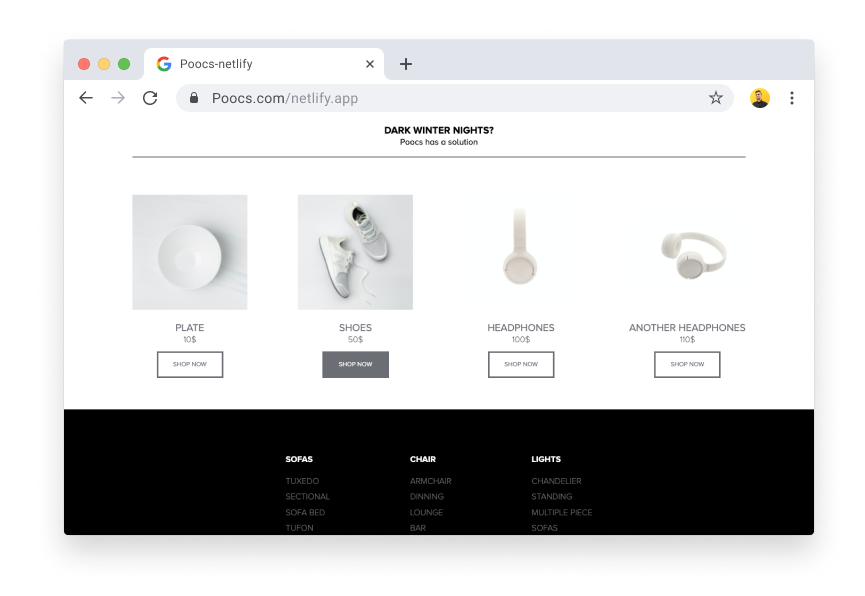 Poocs-netlify
Poocs.com/netlify.app
DARK WINTER NIGHTS?
Poocs has a solution
PLATE
10$
SHOP NOW
SHOES
50$
SHOP NOW
HEADPHONES
100$
SHOP NOW
ANOTHER HEADPHONES
110$
SHOP NOW
SOFAS
TUXEDO
SECTIONAL
SOFA BED
TUFON
CHAIR
ARMCHAIR
DINNING
LOUNGE
BAR
LIGHTS
CHANDELIER
STANDING
MULTIPLE PIECE
SOFAS